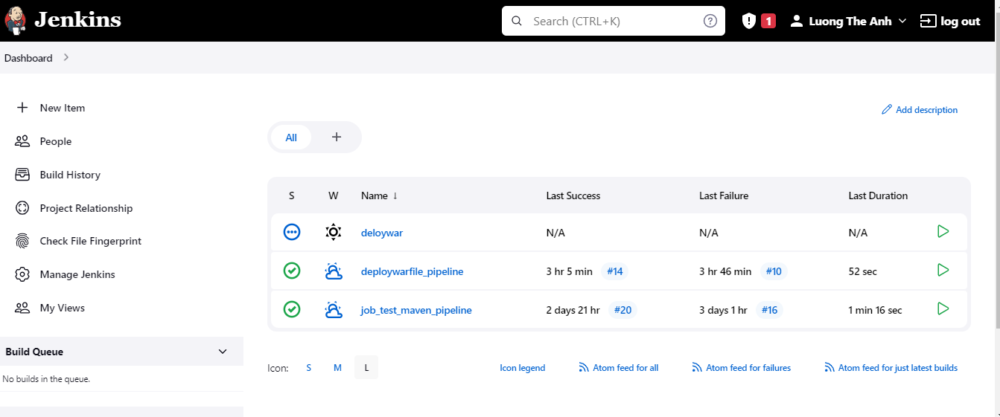 Jenkins Search (CTRL+K) 1 Luong The Anh log out
Dashboard
New Item
People
Build History
Project Relationship
Check File Fingerprint
Manage Jenkins
My Views
Build Queue
No builds in the queue.
Add description
All
S W Name ↓ Last Success Last Failure Last Duration
deloywar N/A N/A N/A
deploywarfile_pipeline 3 hr 5 min #14 3 hr 46 min #10 52 sec
job_test_maven_pipeline 2 days 21 hr #20 3 days 1 hr #16 1 min 16 sec
Icon: S M L Icon legend Atom feed for all Atom feed for failures Atom feed for just latest builds